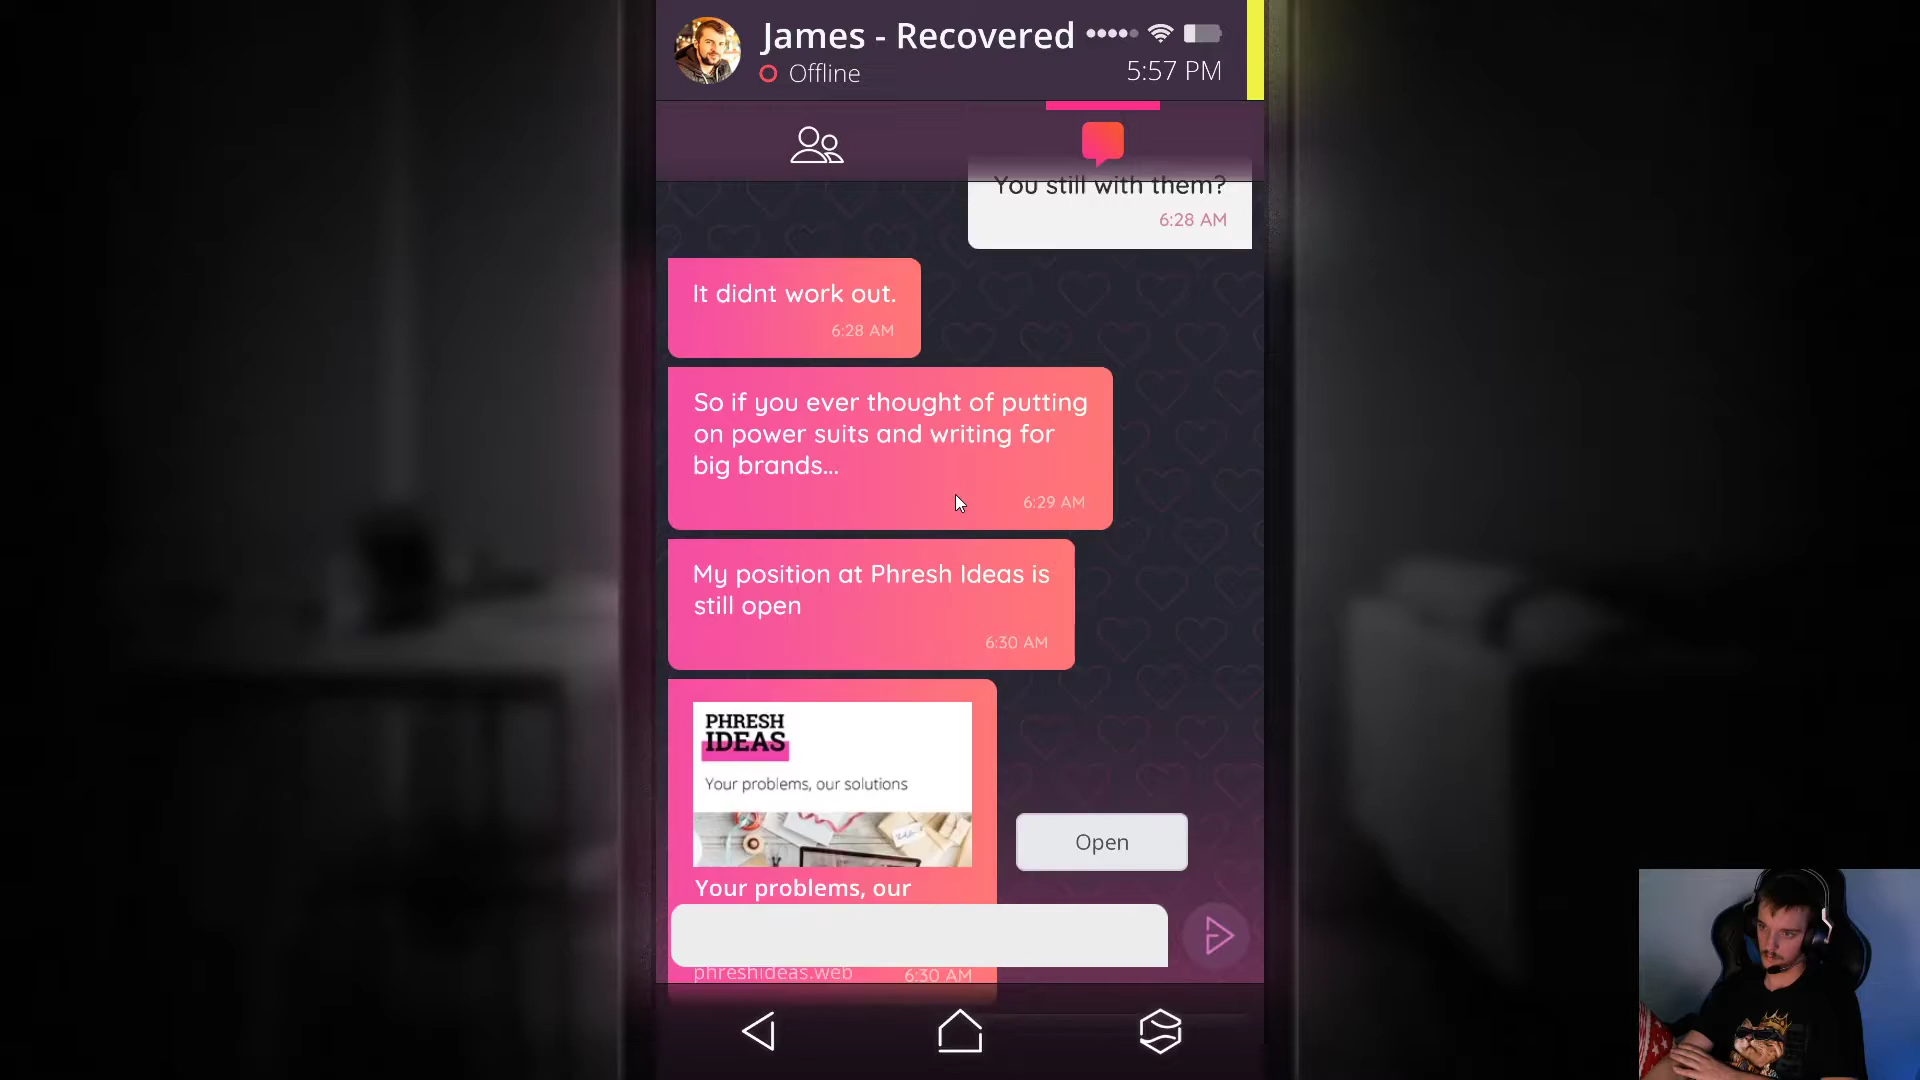 James - Recovered
Offline
5:57 PM
You still with them?
6:28 AM
It didnt work out.
6:28 AM
So if you ever thought of putting
on power suits and writing for
big brands...
6:29 AM
My position at Phresh Ideas is
still open
6:30 AM
PHRESH
IDEAS
Your problems, our solutions
Open
Your problems, our
phreshideas.web
6:30 AM